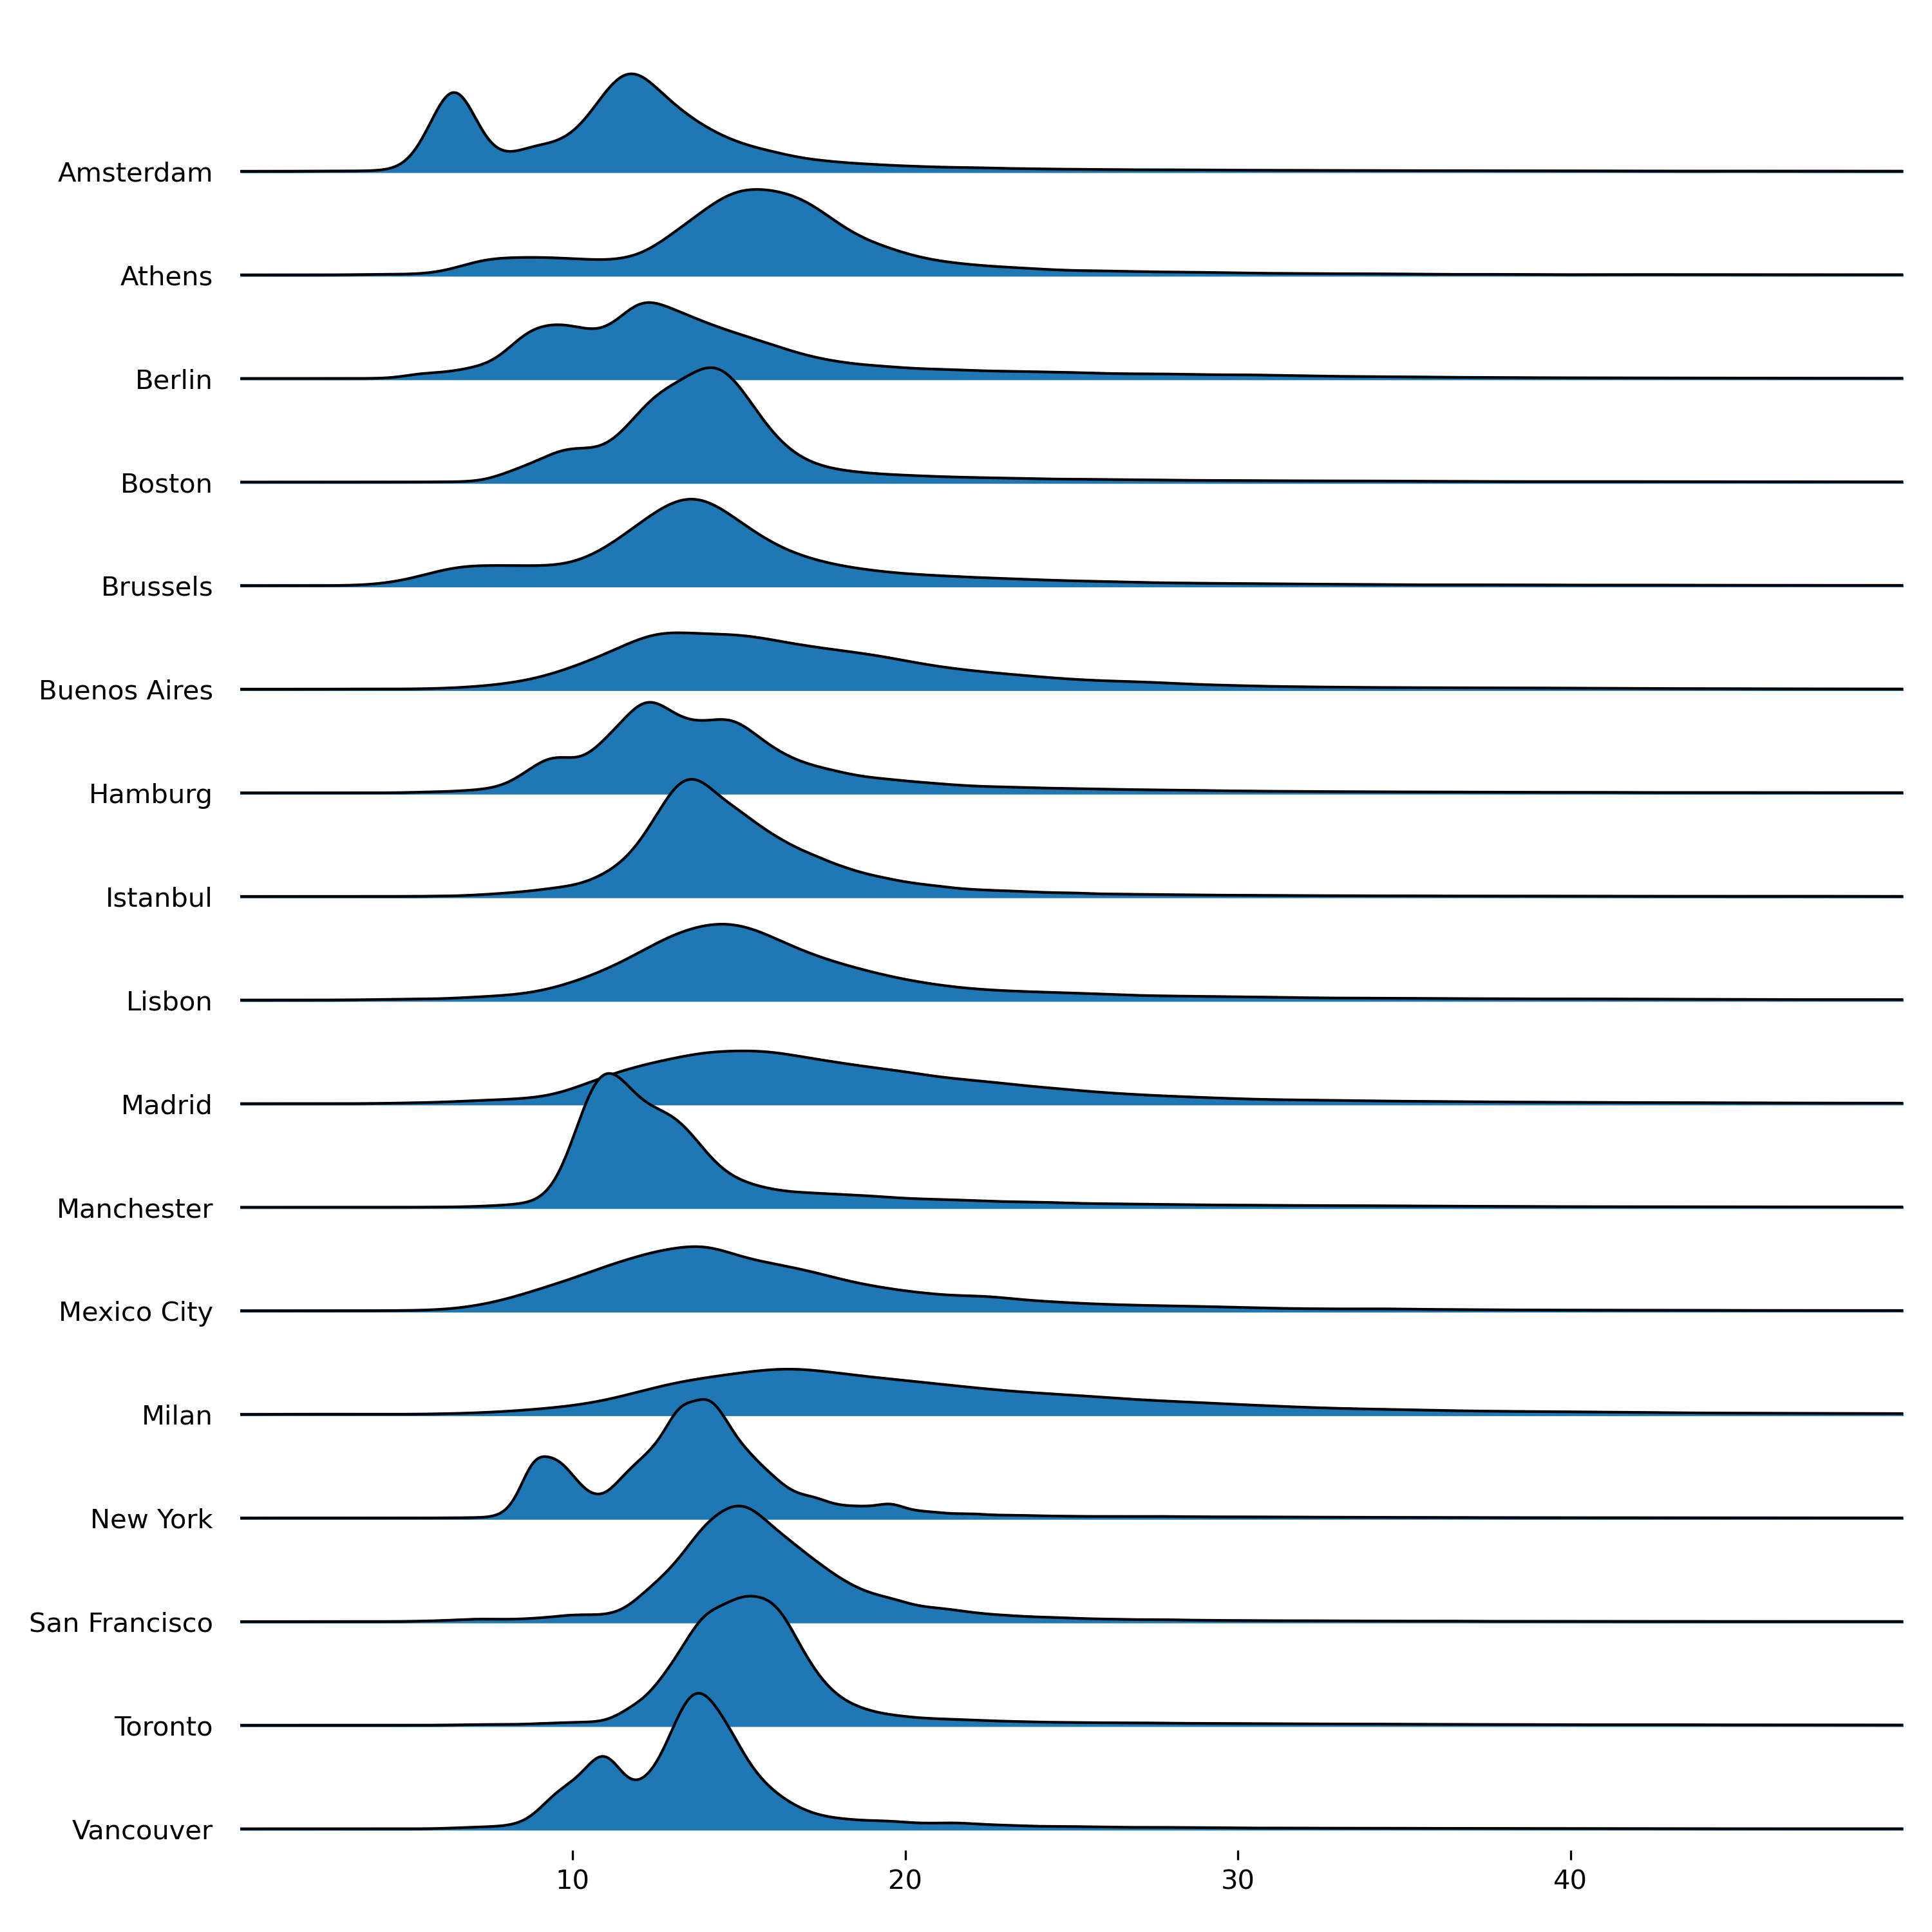 Amsterdam
Athens
Berlin
Boston
Brussels
Buenos Aires
Hamburg
Istanbul
Lisbon
Madrid
Manchester
Mexico City
Milan
New York
San Francisco
Toronto
Vancouver
10 20 30 40